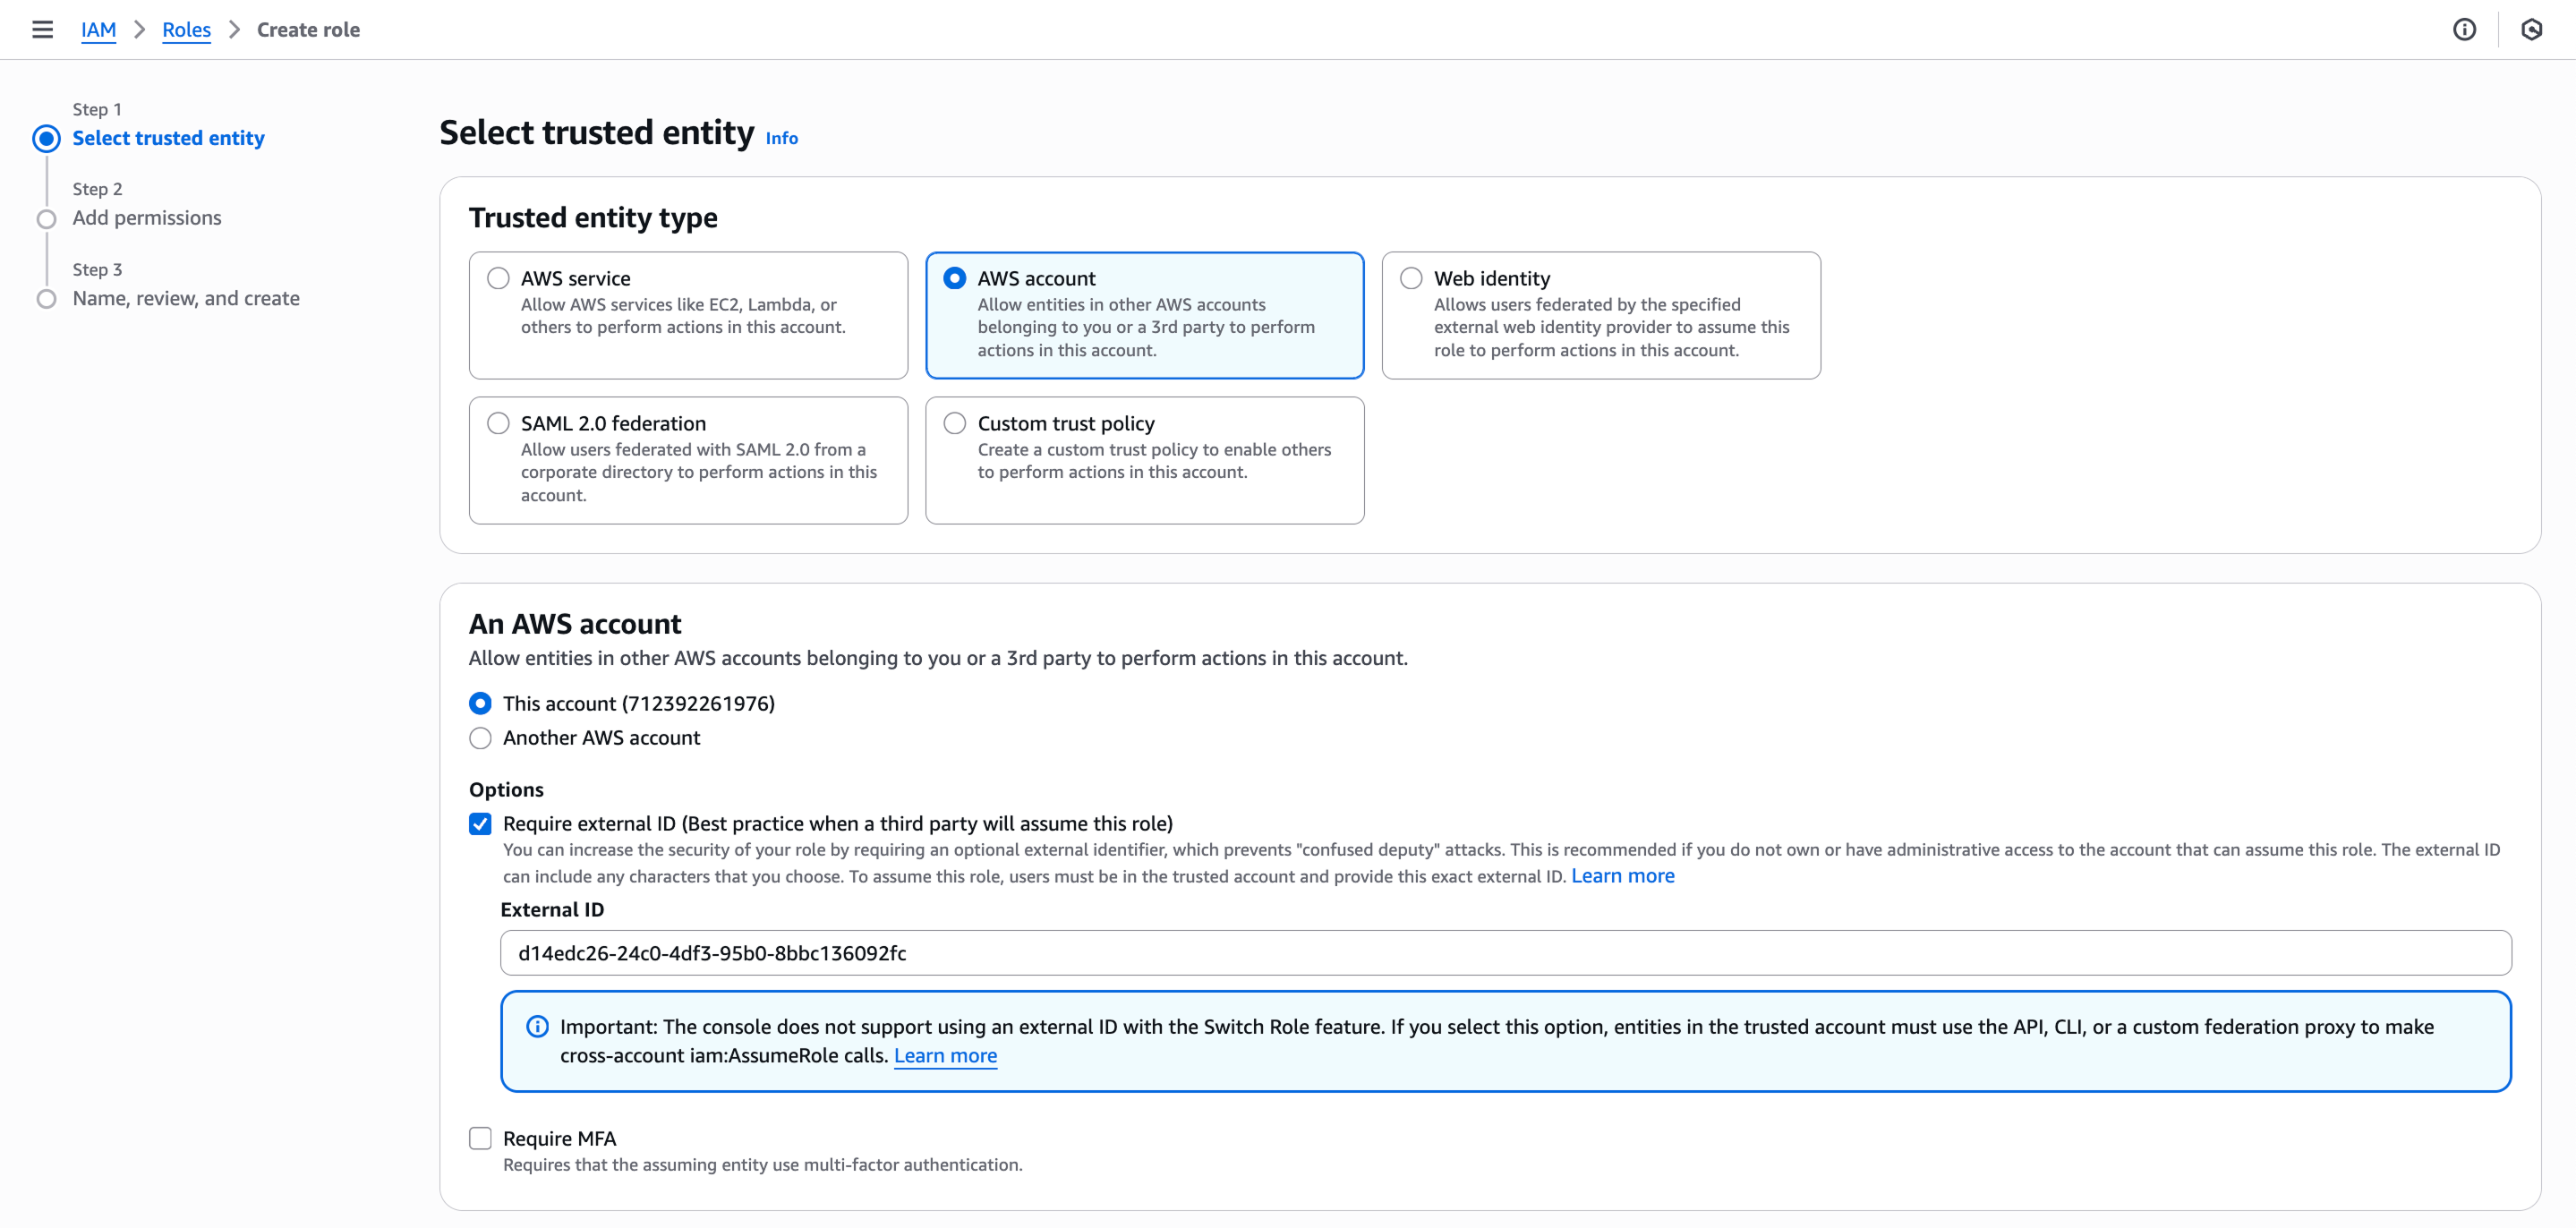 IAM > Roles > Create role
Step 1
Select trusted entity
Step 2
Add permissions
Step 3
Name, review, and create
Select trusted entity Info
Trusted entity type
AWS service
Allow AWS services like EC2, Lambda, or
others to perform actions in this account.
AWS account
Allow entities in other AWS accounts
belonging to you or a 3rd party to perform
actions in this account.
Web identity
Allows users federated by the specified
external web identity provider to assume this
role to perform actions in this account.
SAML 2.0 federation
Allow users federated with SAML 2.0 from a
corporate directory to perform actions in this
account.
Custom trust policy
Create a custom trust policy to enable others
to perform actions in this account.
An AWS account
Allow entities in other AWS accounts belonging to you or a 3rd party to perform actions in this account.
This account (712392261976)
Another AWS account
Options
Require external ID (Best practice when a third party will assume this role)
You can increase the security of your role by requiring an optional external identifier, which prevents "confused deputy" attacks. This is recommended if you do not own or have administrative access to the account that can assume this role. The external ID
can include any characters that you choose. To assume this role, users must be in the trusted account and provide this exact external ID. Learn more
External ID
d14edc26-24c0-4df3-95b0-8bbc136092fc
Important: The console does not support using an external ID with the Switch Role feature. If you select this option, entities in the trusted account must use the API, CLI, or a custom federation proxy to make
cross-account iam:AssumeRole calls. Learn more
Require MFA
Requires that the assuming entity use multi-factor authentication.